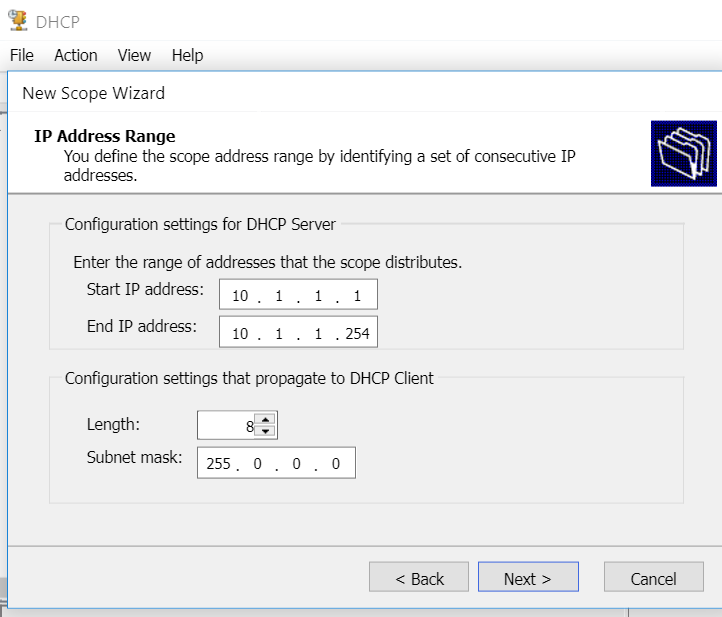 DHCP
File Action View Help
New Scope Wizard
IP Address Range
You define the scope address range by identifying a set of consecutive IP
addresses.
Configuration settings for DHCP Server
Enter the range of addresses that the scope distributes.
Start IP address: 10 . 1 . 1 . 1
End IP address: 10 . 1 . 1 . 254
Configuration settings that propagate to DHCP Client
Length: 8
Subnet mask: 255 . 0 . 0 . 0
< Back Next > Cancel